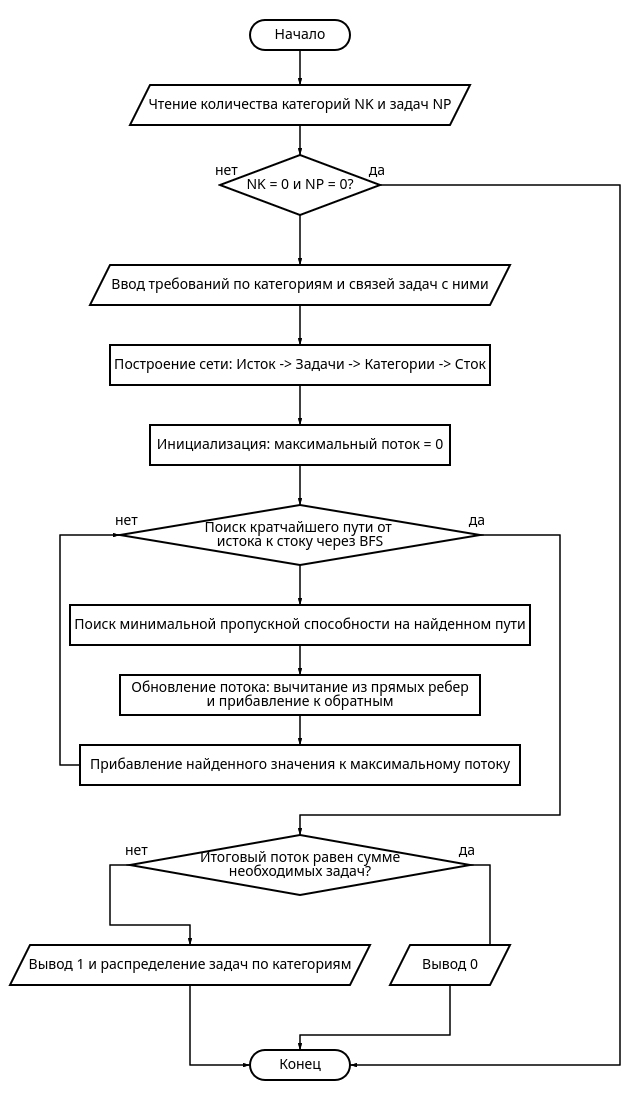 Начало
Чтение количества категорий NK и задач NP
нет
да
NK = 0 и NP = 0?
Ввод требований по категориям и связей задач с ними
Построение сети: Исток -> Задачи -> Категории -> Сток
Инициализация: максимальный поток = 0
нет
да
Поиск кратчайшего пути от
истока к стоку через BFS
Поиск минимальной пропускной способности на найденном пути
Обновление потока: вычитание из прямых ребер
и прибавление к обратным
Прибавление найденного значения к максимальному потоку
нет
да
Итоговый поток равен сумме
необходимых задач?
Вывод 1 и распределение задач по категориям
Вывод 0
Конец